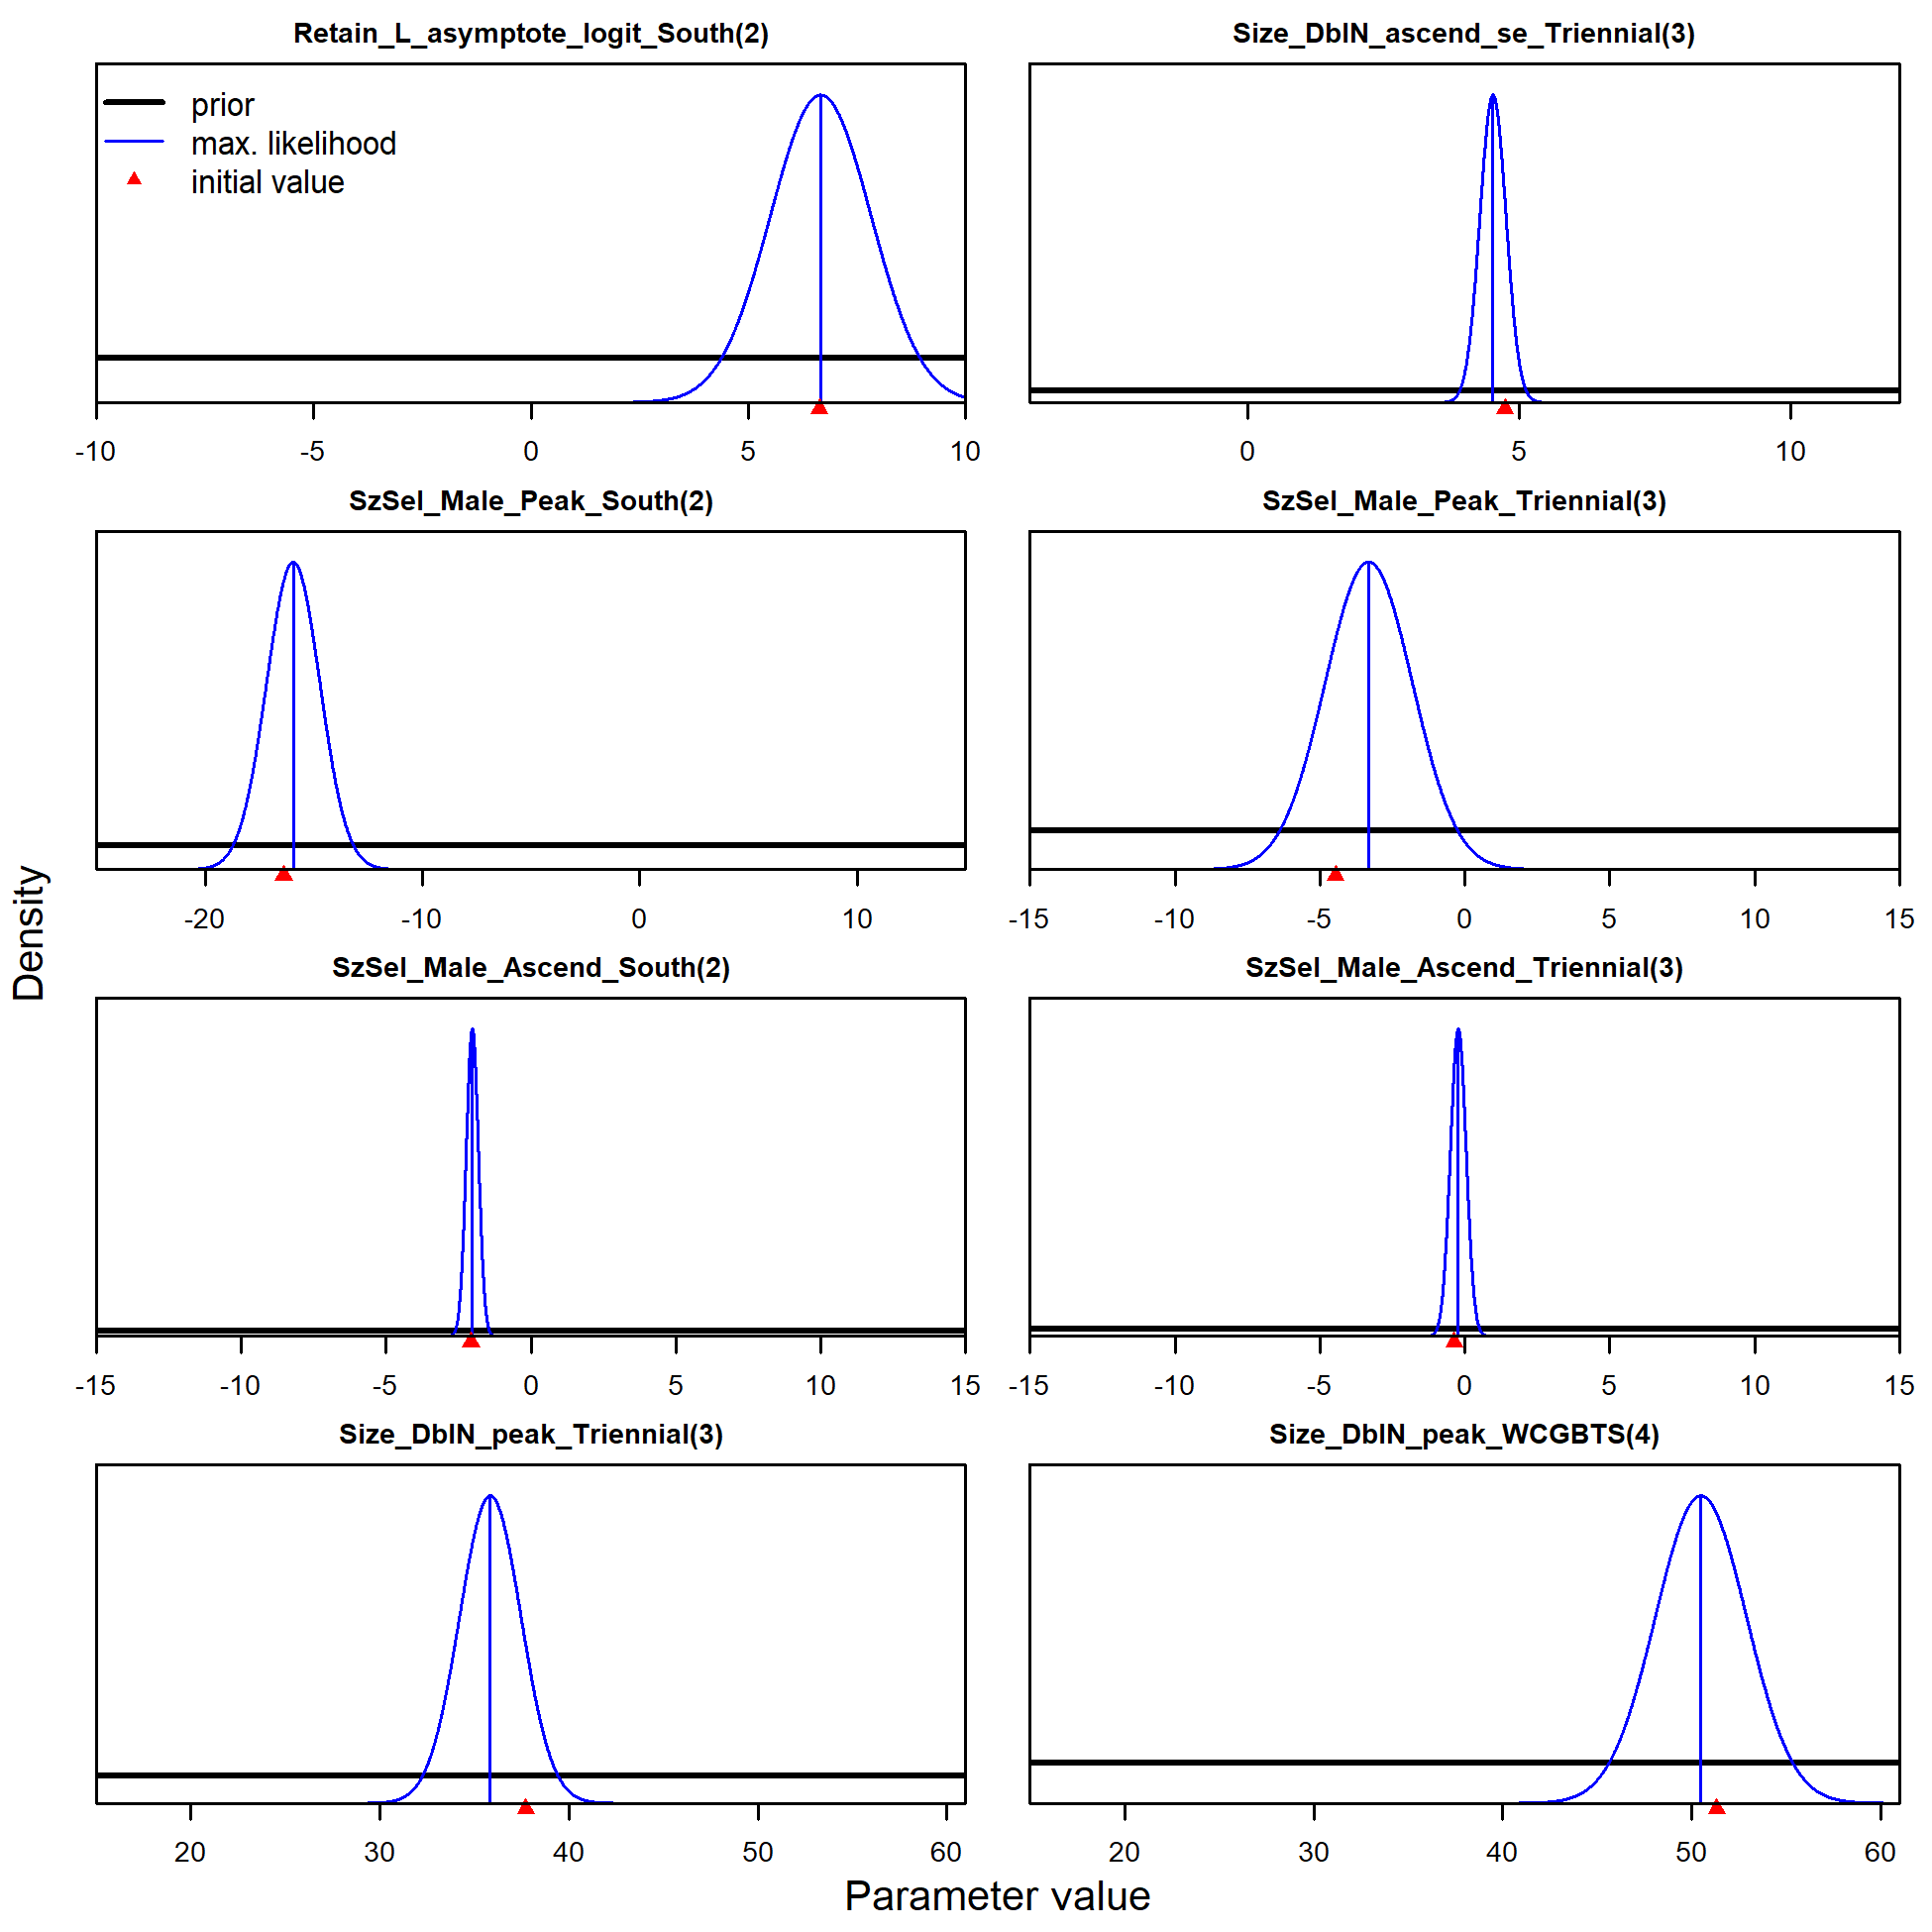 Retain_L_asymptote_logit_South(2)
Size_DblN_ascend_se_Triennial(3)
prior
max. likelihood
initial value
-10 -5 0 5 10
0 5 10
SzSel_Male_Peak_South(2)
SzSel_Male_Peak_Triennial(3)
-20 -10 0 10
-15 -10 -5 0 5 10 15
Density
SzSel_Male_Ascend_South(2)
SzSel_Male_Ascend_Triennial(3)
-15 -10 -5 0 5 10 15
-15 -10 -5 0 5 10 15
Size_DblN_peak_Triennial(3)
Size_DblN_peak_WCGBTS(4)
20 30 40 50 60
20 30 40 50 60
Parameter value